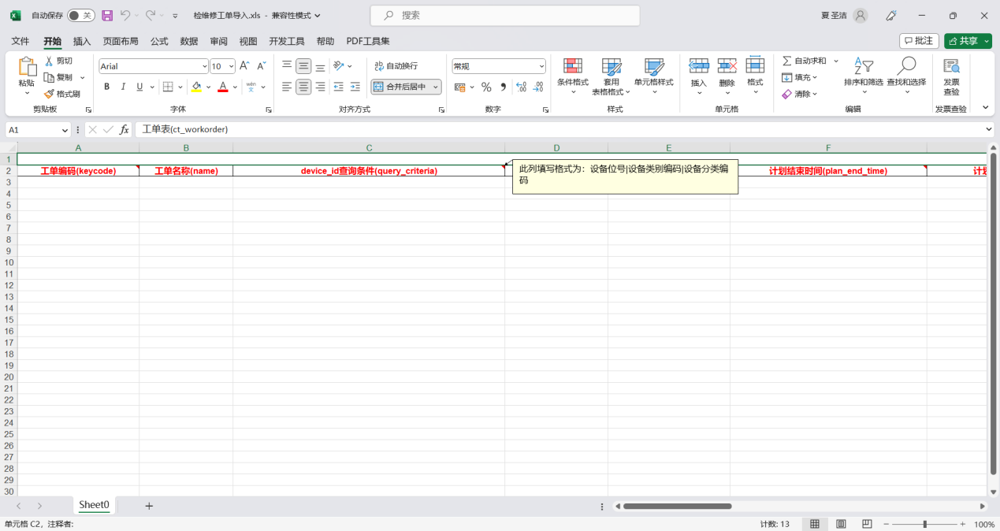 自动保存 关 检维修工单导入.xls - 兼容性模式 搜索 夏 圣洁
文件 开始 插入 页面布局 公式 数据 审阅 视图 开发工具 帮助 PDF工具集 批注 共享
粘贴 剪切 复制 格式刷 剪贴板
Arial 10 B I U A wén 文 字体
自动换行 合并后居中 对齐方式
常规 % 数字
条件格式 套用 表格格式 单元格样式 样式
插入 删除 格式 单元格
自动求和 填充 清除 排序和筛选 查找和选择 编辑
发票 查验 发票查验
A1 fx 工单表(ct_workorder)
A B C D E F
1
2 工单编码(keycode) 工单名称(name) device_id查询条件(query_criteria) 计划结束时间(plan_end_time)
此列填写格式为：设备位号|设备类别编码|设备分类编
码
3
4
5
6
7
8
9
10
11
12
13
14
15
16
17
18
19
20
21
22
23
24
25
26
27
28
29
30
Sheet0
单元格 C2，注释者: 计数: 13 100%